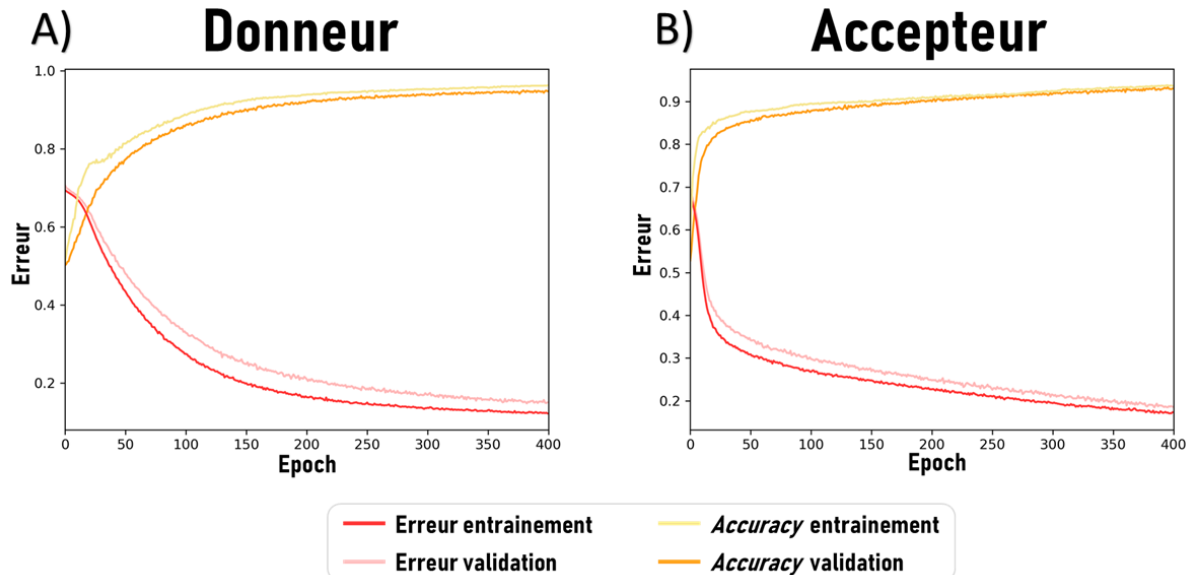 A) Donneur
1.0
0.8
0.6
0.4
0.2
Erreur
0 50 100 150 200 250 300 350 400
Epoch
B) Accepteur
0.9
0.8
0.7
0.6
0.5
0.4
0.3
0.2
Erreur
0 50 100 150 200 250 300 350 400
Epoch
Erreur entrainement
Accuracy entrainement
Erreur validation
Accuracy validation